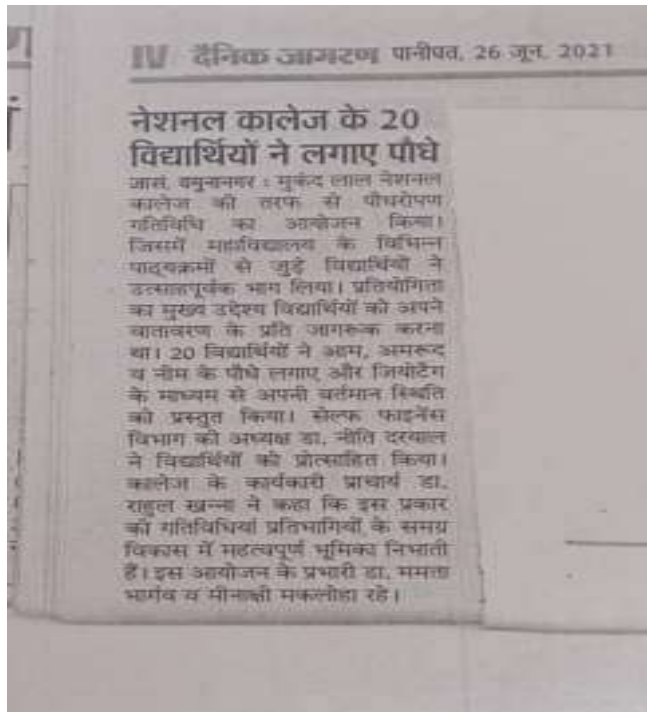 IV दैनिक जागरण पानीपत, 26 जून, 2021
नेशनल कालेज के 20
विद्यार्थियों ने लगाए पौधे
जासं, यमुनानगर : मुकंद लाल नेशनल
कालेज की तरफ से पौधरोपण
गतिविधि का आयोजन किया।
जिसमें महाविद्यालय के विभिन्न
पाठ्यक्रमों से जुड़े विद्यार्थियों ने
उत्साहपूर्वक भाग लिया। प्रतियोगिता
का मुख्य उद्देश्य विद्यार्थियों को अपने
वातावरण के प्रति जागरूक करना
था। 20 विद्यार्थियों ने आम, अमरूद
व नीम के पौधे लगाए और जियोटैग
के माध्यम से अपनी वर्तमान स्थिति
को प्रस्तुत किया। सेल्फ फाइनेंस
विभाग की अध्यक्ष डा. नीति दरयाल
ने विद्यार्थियों को प्रोत्साहित किया।
कालेज के कार्यकारी प्राचार्य डा.
राहुल खन्ना ने कहा कि इस प्रकार
की गतिविधियां प्रतिभागियों के समग्र
विकास में महत्वपूर्ण भूमिका निभाती
हैं। इस आयोजन के प्रभारी डा. ममता
भार्गव व मीनाक्षी मकलोहा रहे।